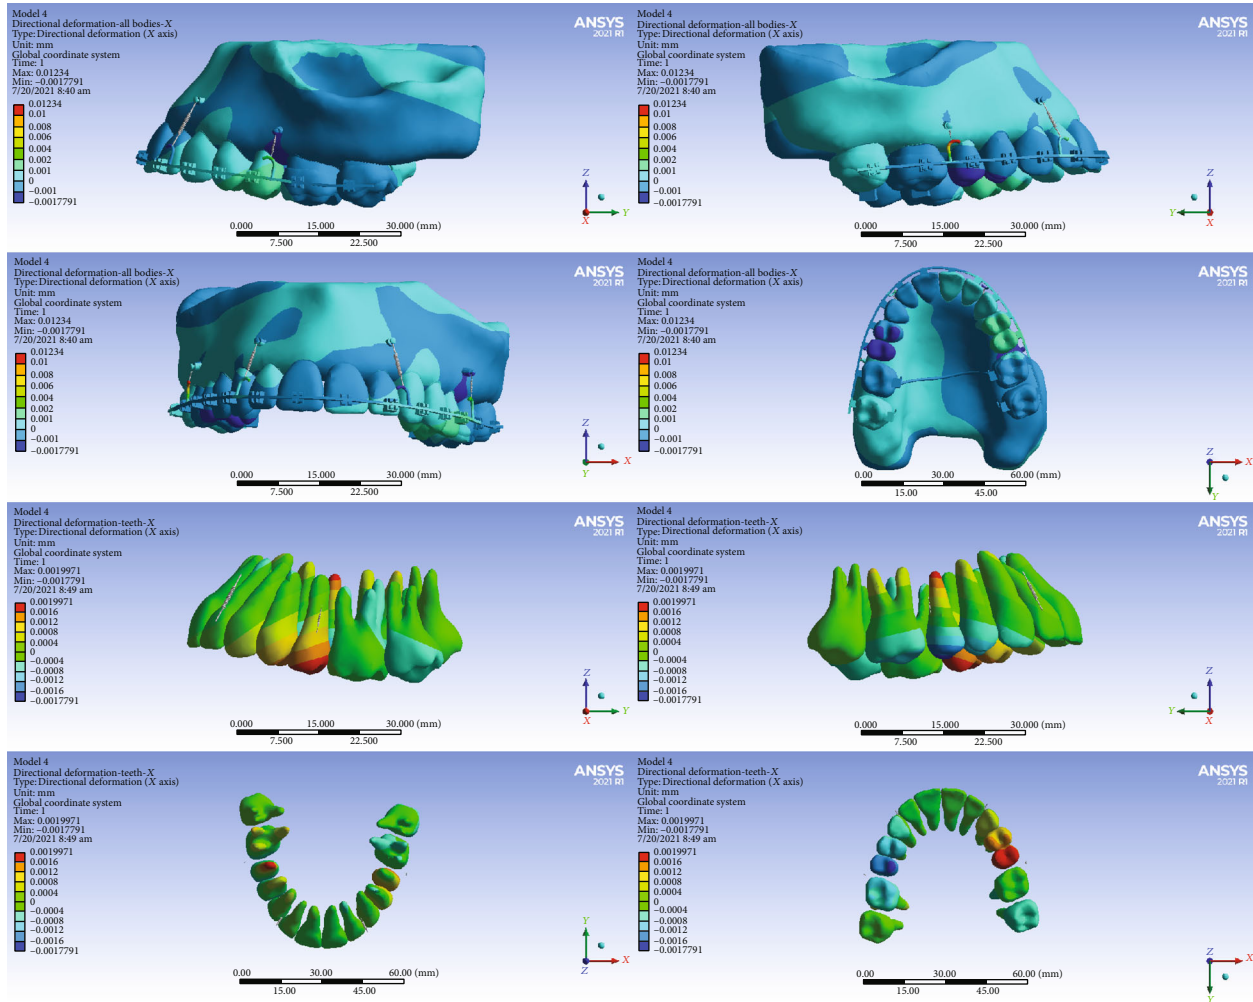 Model 4
Directional deformation-all bodies-X
Type: Directional deformation (X axis)
Unit: mm
Global coordinate system
Time: 1
Max: 0.01234
Min: –0.0017791
7/20/2021 8:40 am
0.01234
0.01
0.008
0.006
0.004
0.002
0.001
0
–0.001
–0.0017791
ANSYS
2021 R1
Z
Y
X
0.000 15.000 30.000 (mm)
7.500 22.500
Model 4
Directional deformation-all bodies-X
Type: Directional deformation (X axis)
Unit: mm
Global coordinate system
Time: 1
Max: 0.01234
Min: –0.0017791
7/20/2021 8:40 am
0.01234
0.01
0.008
0.006
0.004
0.002
0.001
0
–0.001
–0.0017791
ANSYS
2021 R1
Z
Y
X
0.000 15.000 30.000 (mm)
7.500 22.500
Model 4
Directional deformation-all bodies-X
Type: Directional deformation (X axis)
Unit: mm
Global coordinate system
Time: 1
Max: 0.01234
Min: –0.0017791
7/20/2021 8:40 am
0.01234
0.01
0.008
0.006
0.004
0.002
0.001
0
–0.001
–0.0017791
ANSYS
2021 R1
Z
X
Y
0.000 15.000 30.000 (mm)
7.500 22.500
Model 4
Directional deformation-all bodies-X
Type: Directional deformation (X axis)
Unit: mm
Global coordinate system
Time: 1
Max: 0.01234
Min: –0.0017791
7/20/2021 8:40 am
0.01234
0.01
0.008
0.006
0.004
0.002
0.001
0
–0.001
–0.0017791
ANSYS
2021 R1
Z
X
Y
0.00 30.00 60.00 (mm)
15.00 45.00
Model 4
Directional deformation-teeth-X
Type: Directional deformation (X axis)
Unit: mm
Global coordinate system
Time: 1
Max: 0.0019971
Min: –0.0017791
7/20/2021 8:49 am
0.0019971
0.0016
0.0012
0.0008
0.0004
0
–0.0004
–0.0008
–0.0012
–0.0016
–0.0017791
ANSYS
2021 R1
Z
Y
X
0.000 15.000 30.000 (mm)
7.500 22.500
Model 4
Directional deformation-teeth-X
Type: Directional deformation (X axis)
Unit: mm
Global coordinate system
Time: 1
Max: 0.0019971
Min: –0.0017791
7/20/2021 8:49 am
0.0019971
0.0016
0.0012
0.0008
0.0004
0
–0.0004
–0.0008
–0.0012
–0.0016
–0.0017791
ANSYS
2021 R1
Z
Y
X
0.000 15.000 30.000 (mm)
7.500 22.500
Model 4
Directional deformation-teeth-X
Type: Directional deformation (X axis)
Unit: mm
Global coordinate system
Time: 1
Max: 0.0019971
Min: –0.0017791
7/20/2021 8:49 am
0.0019971
0.0016
0.0012
0.0008
0.0004
0
–0.0004
–0.0008
–0.0012
–0.0016
–0.0017791
ANSYS
2021 R1
Y
X
Z
0.00 30.00 60.00 (mm)
15.00 45.00
Model 4
Directional deformation-teeth-X
Type: Directional deformation (X axis)
Unit: mm
Global coordinate system
Time: 1
Max: 0.0019971
Min: –0.0017791
7/20/2021 8:49 am
0.0019971
0.0016
0.0012
0.0008
0.0004
0
–0.0004
–0.0008
–0.0012
–0.0016
–0.0017791
ANSYS
2021 R1
Z
X
Y
0.00 30.00 60.00 (mm)
15.00 45.00